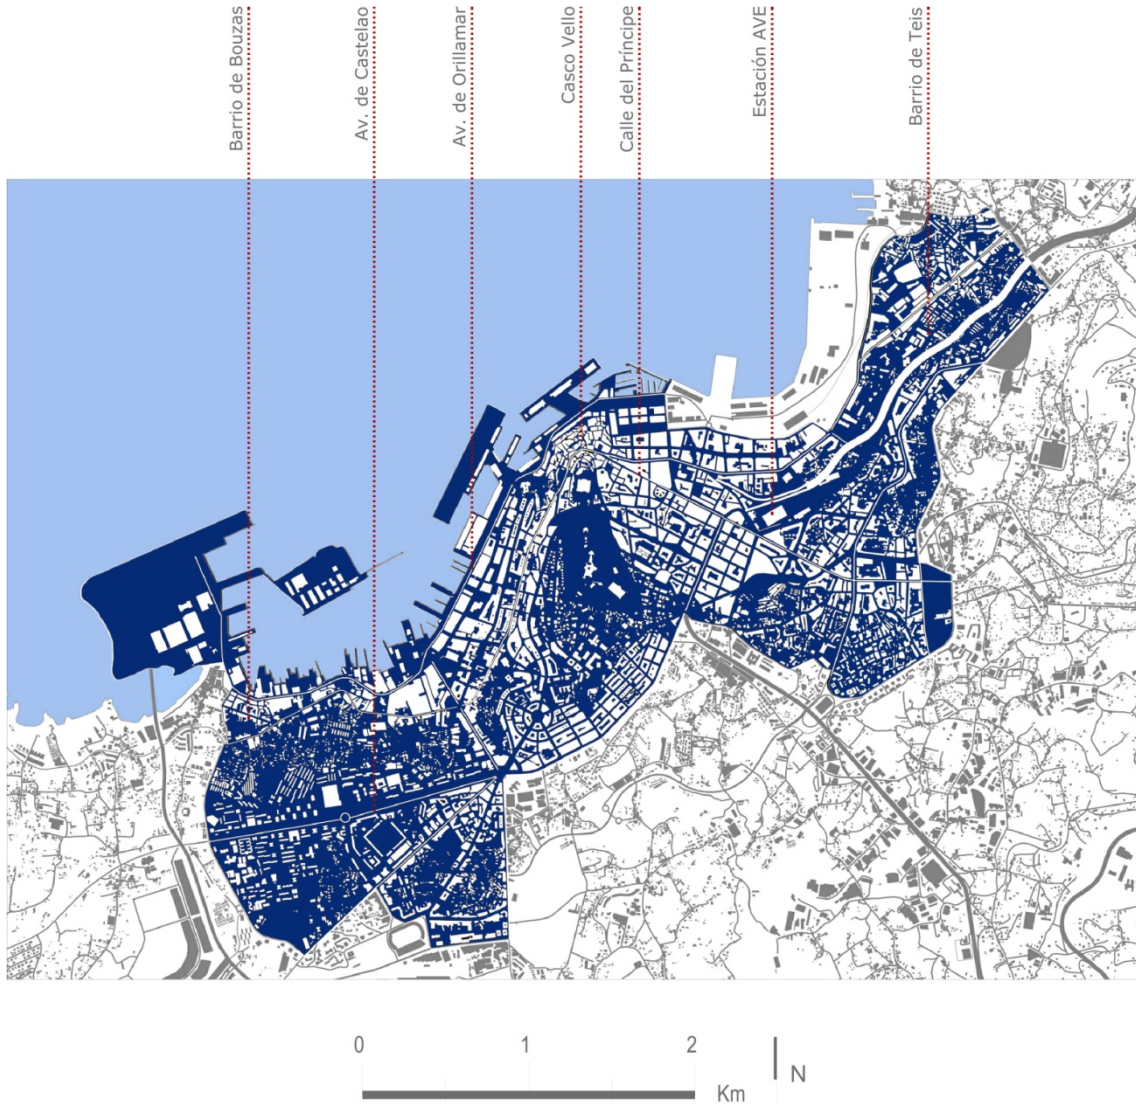 Barrio de Bouzas
Av. de Castelao
Av. de Orillamar
Casco Vello
Calle del Príncipe
Estación AVE
Barrio de Teis
0 1 2
Km
N